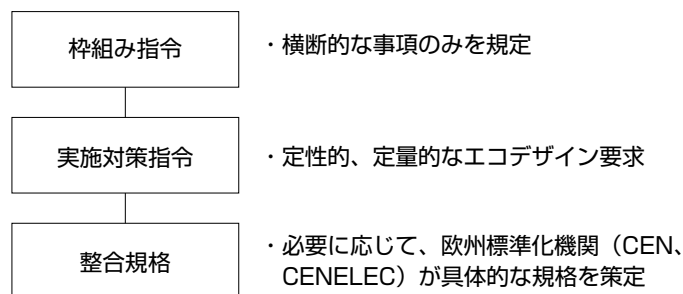 枠組み指令
・横断的な事項のみを規定
実施対策指令
・定性的、定量的なエコデザイン要求
整合規格
・必要に応じて、欧州標準化機関（CEN、
CENELEC）が具体的な規格を策定